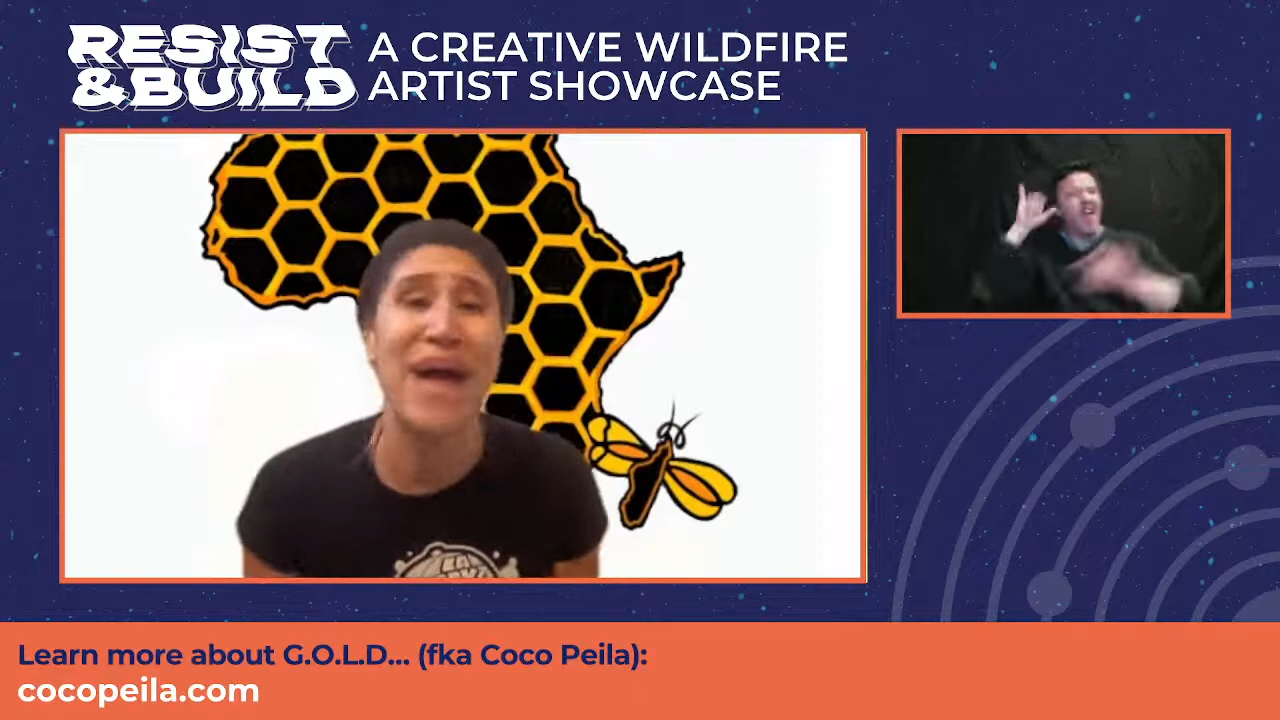 RESIST
&BUILD
A CREATIVE WILDFIRE
ARTIST SHOWCASE
Learn more about G.O.L.D... (fka Coco Peila):
cocopeila.com